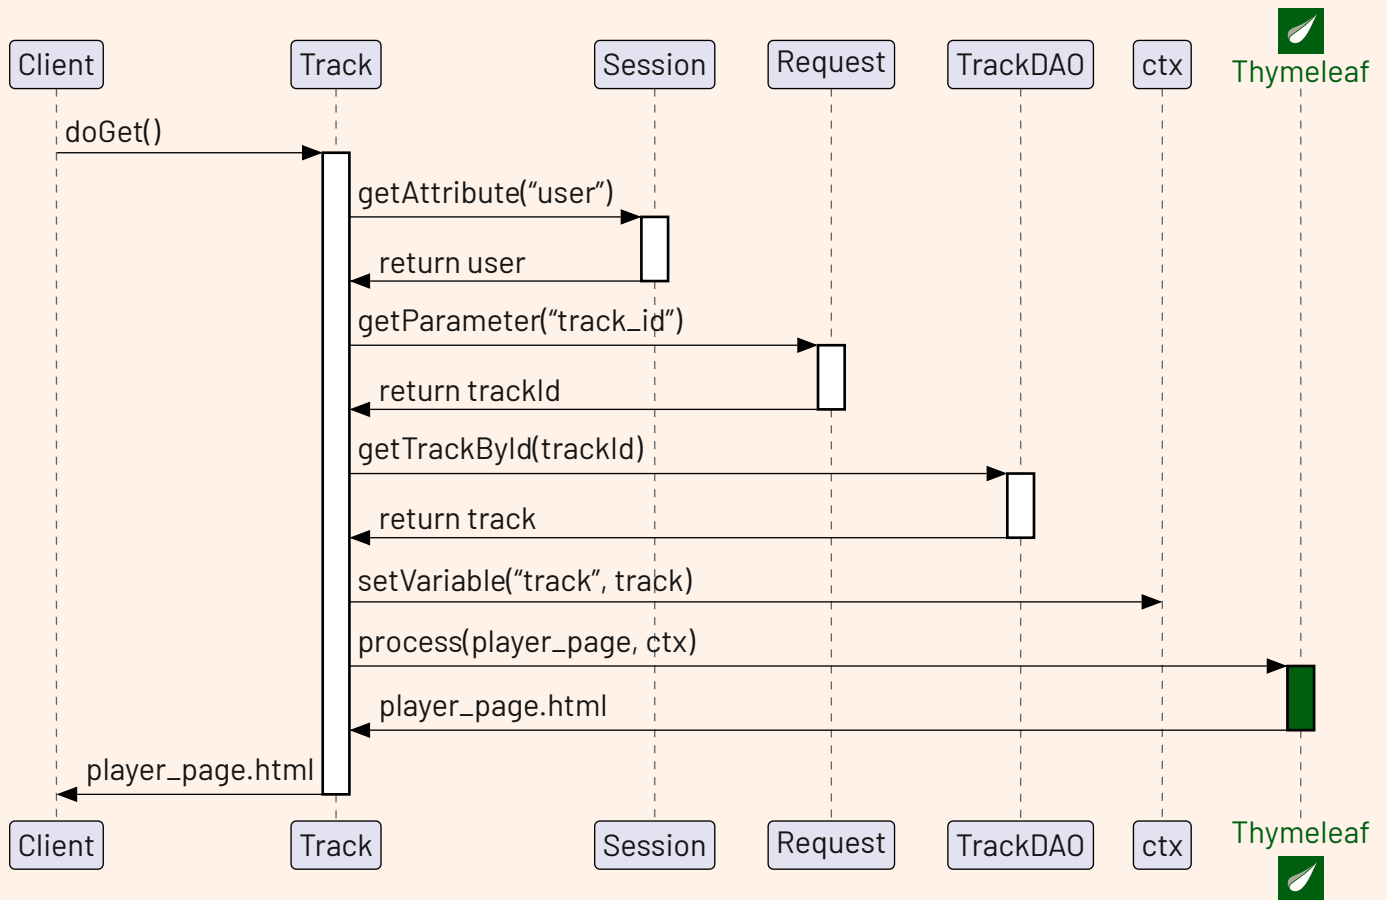 Client
Track
Session
Request
TrackDAO
ctx
Thymeleaf
doGet()
getAttribute(“user”)
return user
getParameter(“track_id”)
return trackId
getTrackById(trackId)
return track
setVariable(“track”, track)
process(player_page, ctx)
player_page.html
player_page.html
Client
Track
Session
Request
TrackDAO
ctx
Thymeleaf